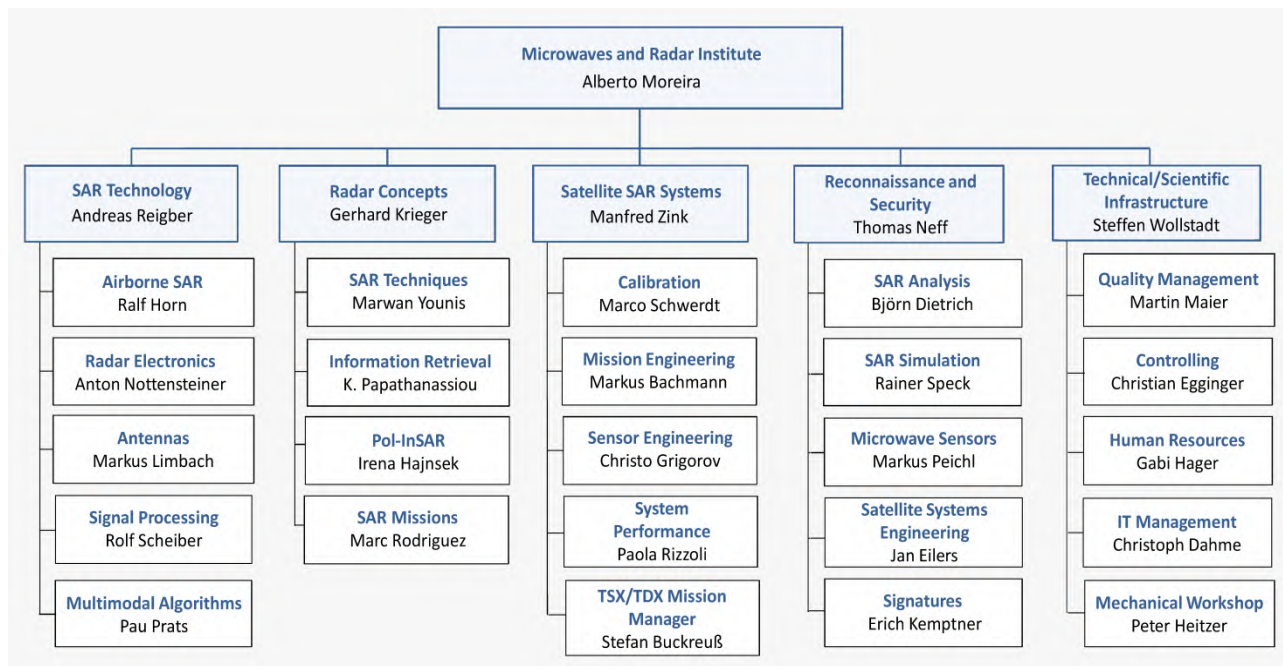 Microwaves and Radar Institute
Alberto Moreira
SAR Technology
Andreas Reigber
Airborne SAR
Ralf Horn
Radar Electronics
Anton Nottensteiner
Antennas
Markus Limbach
Signal Processing
Rolf Scheiber
Multimodal Algorithms
Pau Prats
Radar Concepts
Gerhard Krieger
SAR Techniques
Marwan Younis
Information Retrieval
K. Papathanassiou
Pol-InSAR
Irena Hajnsek
SAR Missions
Marc Rodriguez
Satellite SAR Systems
Manfred Zink
Calibration
Marco Schwerdt
Mission Engineering
Markus Bachmann
Sensor Engineering
Christo Grigorov
System
Performance
Paola Rizzoli
TSX/TDX Mission
Manager
Stefan Buckreuß
Reconnaissance and
Security
Thomas Neff
SAR Analysis
Björn Dietrich
SAR Simulation
Rainer Speck
Microwave Sensors
Markus Peichl
Satellite Systems
Engineering
Jan Eilers
Signatures
Erich Kemptner
Technical/Scientific
Infrastructure
Steffen Wollstadt
Quality Management
Martin Maier
Controlling
Christian Egginger
Human Resources
Gabi Hager
IT Management
Christoph Dahme
Mechanical Workshop
Peter Heitzer